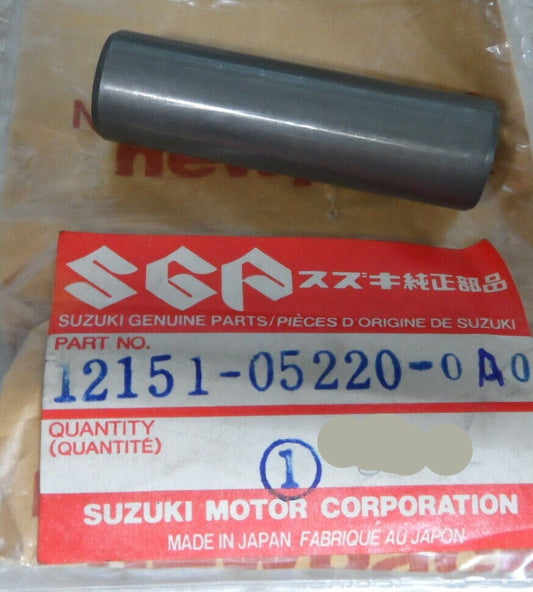 SGP スズキ純正部品
SUZUKI GENUINE PARTS/PIÈCES D'ORIGINE DE SUZUKI
PART NO.
12151-05220-0A0
QUANTITY
(QUANTITÉ)
1
SUZUKI MOTOR CORPORATION
MADE IN JAPAN FABRIQUÉ AU JAPON